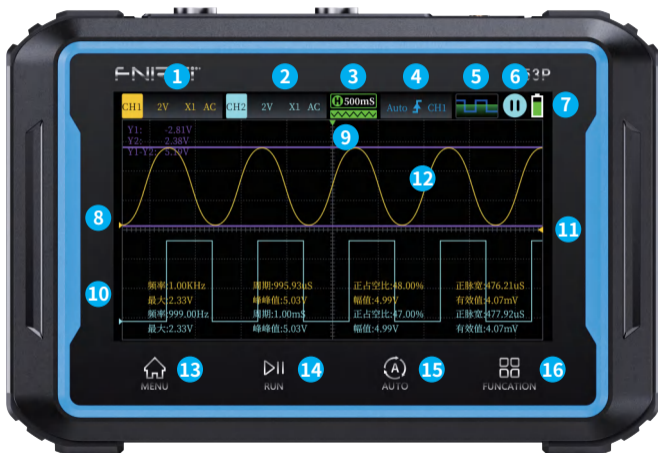 1 2 3 4 5 6 7
CH1 2V X1 AC CH2 2V X1 AC H 500mS Auto CH1
Y1: -2.81V
Y2: 2.38V
9
12
8
11
10
频率:1.00KHz 周期:995.93uS 正占空比:48.00% 正脉宽:476.21uS
最大:2.33V 峰峰值:5.03V 幅值:4.99V 有效值:4.07mV
频率:999.00Hz 周期:1.00mS 正占空比:47.00% 正脉宽:477.92uS
最大:2.33V 峰峰值:5.03V 幅值:4.99V 有效值:4.07mV
13 14 A 15 16
MENU RUN AUTO FUNCATION